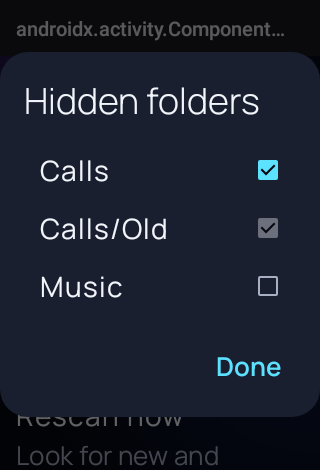 androidx.activity.Component...
Hidden folders
Calls
Calls/Old
Music
Done
Rescan now
Look for new and